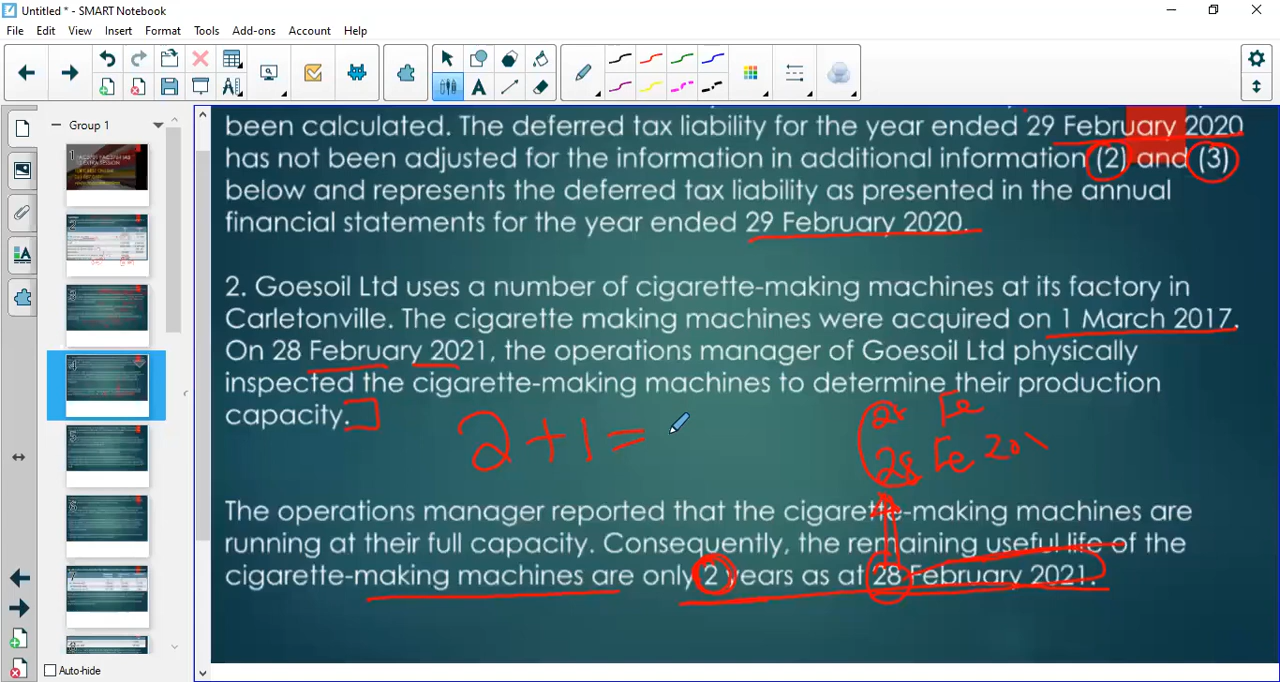 Untitled * - SMART Notebook
File Edit View Insert Format Tools Add-ons Account Help
Group 1
been calculated. The deferred tax liability for the year ended 29 February 2020
has not been adjusted for the information in additional information (2) and (3)
below and represents the deferred tax liability as presented in the annual
financial statements for the year ended 29 February 2020.
2. Goesoil Ltd uses a number of cigarette-making machines at its factory in
Carletonville. The cigarette making machines were acquired on 1 March 2017.
On 28 February 2021, the operations manager of Goesoil Ltd physically
inspected the cigarette-making machines to determine their production
capacity.
2+1=
Fe
28 Fe 20
The operations manager reported that the cigarette-making machines are
running at their full capacity. Consequently, the remaining useful life of the
cigarette-making machines are only 2 years as at 28 February 2021.
Auto-hide